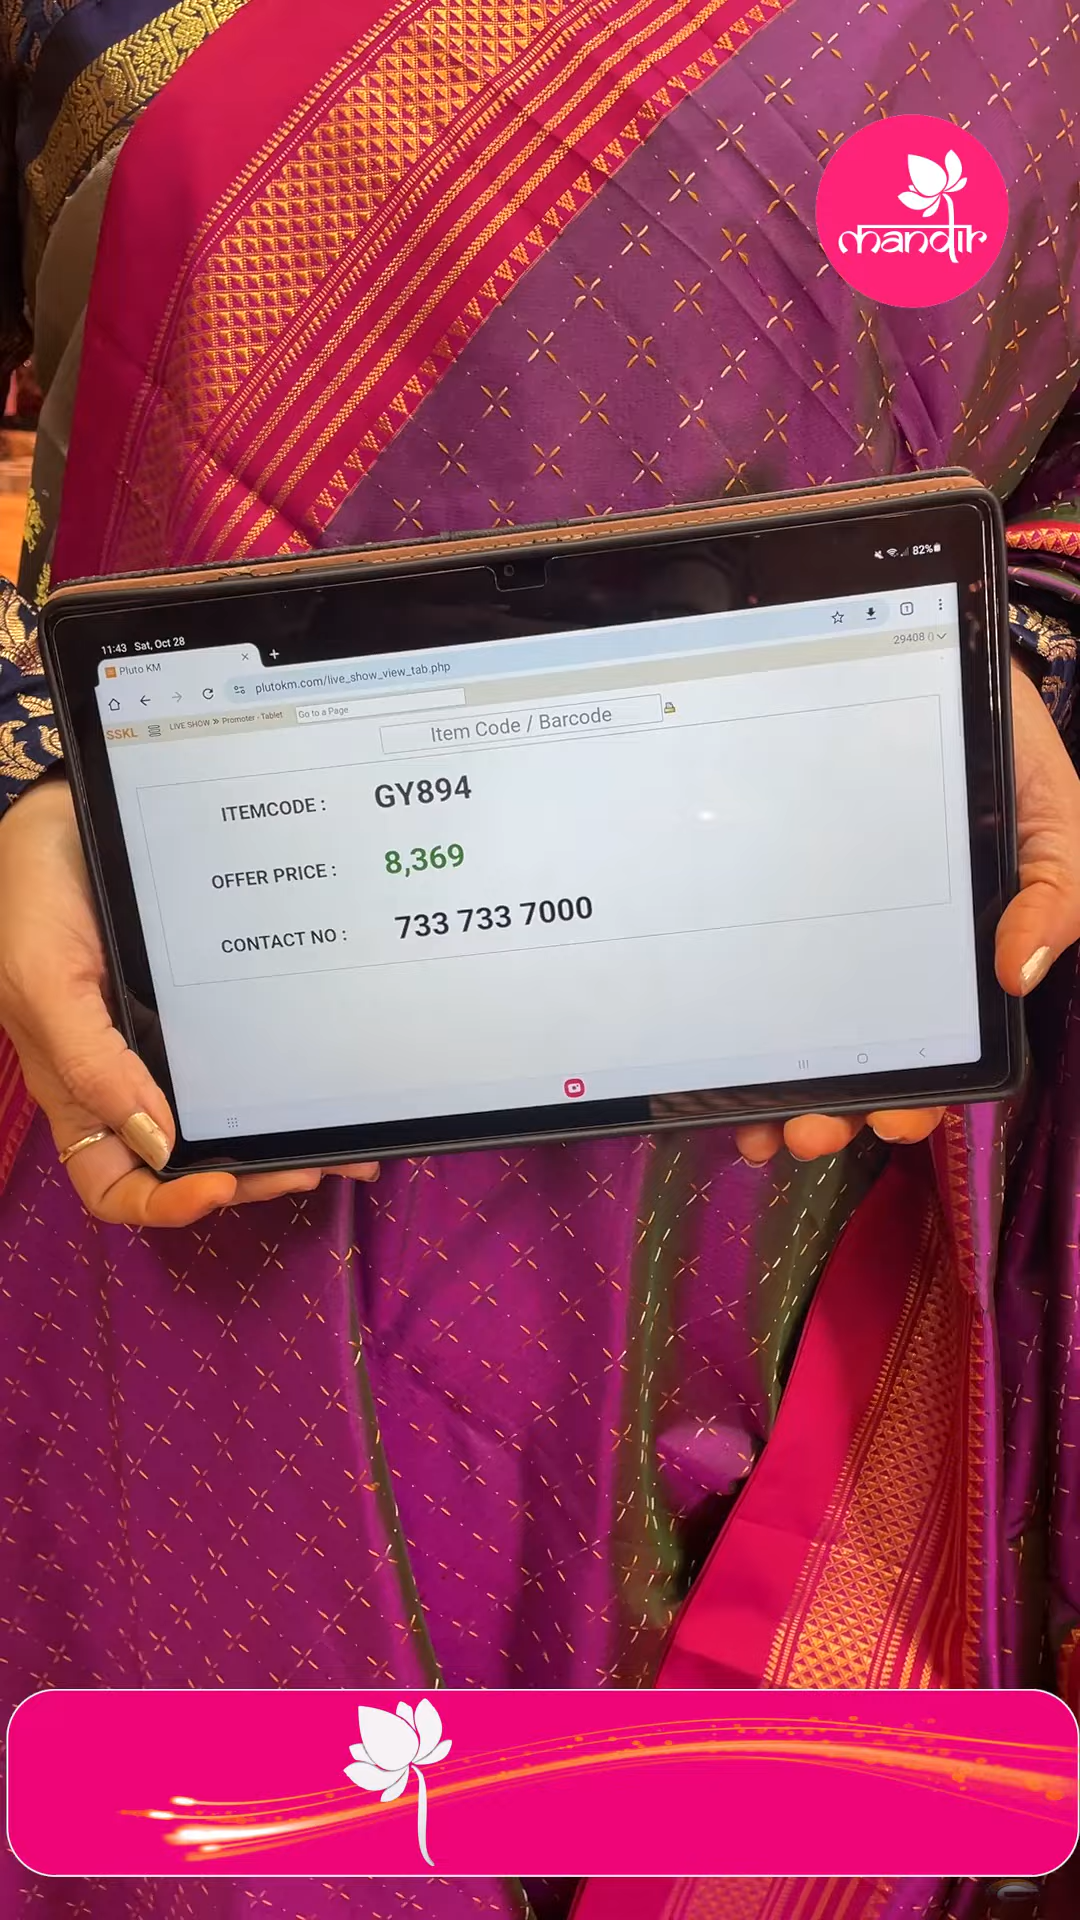 mandir
82%
11:43 Sat, Oct 28
Pluto KM
plutokm.com/live_show_view_tab.php
29408 ()
SSKL
LIVE SHOW » Promoter - Tablet
Go to a Page
Item Code / Barcode
ITEMCODE : GY894
OFFER PRICE : 8,369
CONTACT NO : 733 733 7000